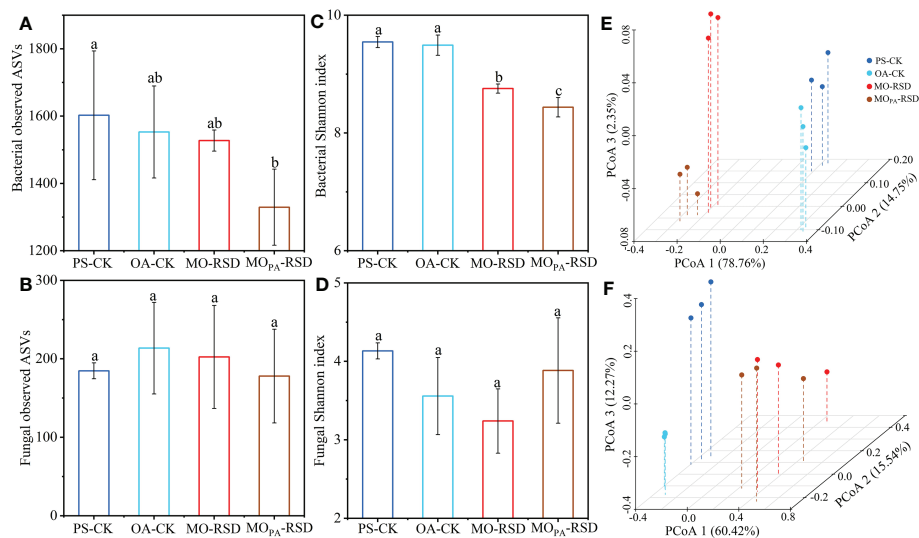 A
Bacterial observed ASVs
1800
1600
1400
1200
a
ab
ab
b
PS-CK OA-CK MO-RSD MOPA-RSD
B
Fungal observed ASVs
300
200
100
0
a
a
a
a
PS-CK OA-CK MO-RSD MOPA-RSD
C
Bacterial Shannon index
10
8
6
a
a
b
c
PS-CK OA-CK MO-RSD MOPA-RSD
D
Fungal Shannon index
5
4
3
2
a
a
a
a
PS-CK OA-CK MO-RSD MOPA-RSD
E
PCoA 3 (2.35%)
0.08
0.04
0.00
-0.04
-0.08
-0.4 -0.2 0.0 0.2 0.4
PCoA 1 (78.76%)
0.20
0.10
0.00
-0.10
PCoA 2 (14.75%)
PS-CK
OA-CK
MO-RSD
MOPA-RSD
F
PCoA 3 (12.27%)
0.4
0.2
0.0
-0.2
-0.4
-0.4 0.0 0.4 0.8
PCoA 1 (60.42%)
0.4
0.2
0.0
-0.2
PCoA 2 (15.54%)